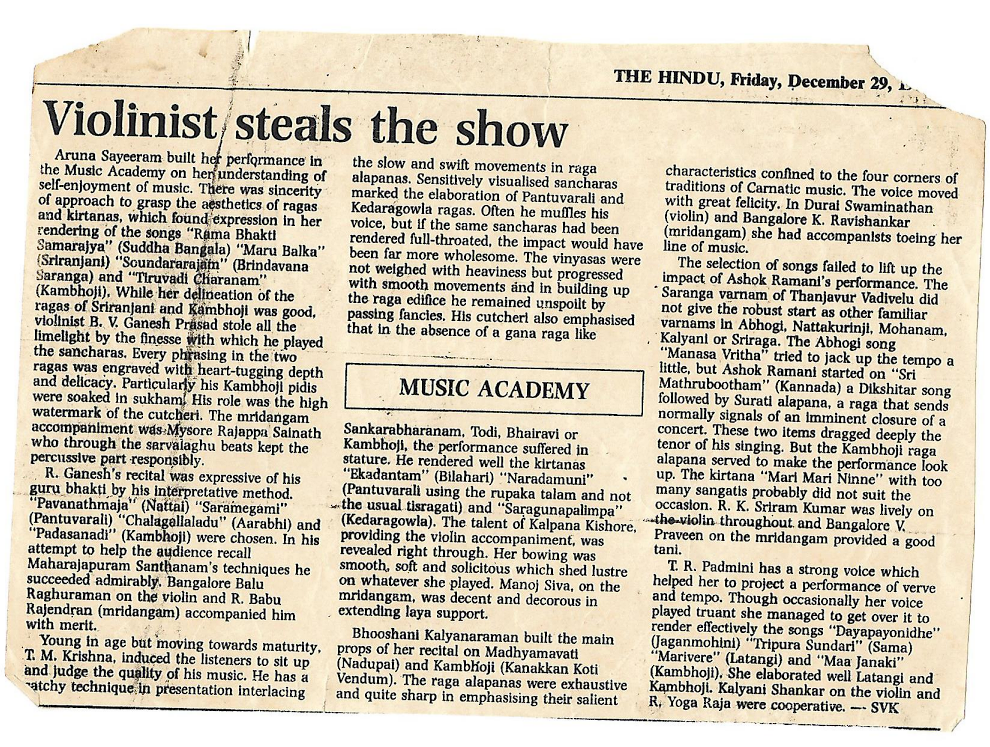 THE HINDU, Friday, December 29,
Violinist steals the show
Aruna Sayeeram built her performance in
the Music Academy on her understanding of
self-enjoyment of music. There was sincerity
of approach to grasp the aesthetics of ragas
and kirtanas, which found expression in her
rendering of the songs "Rama Bhakti
Samarajya" (Suddha Bangala) "Maru Balka"
(Sriranjani) "Soundararajam" (Brindavana
Saranga) and "Tiruvadi Charanam"
(Kambhoji). While her delineation of the
ragas of Sriranjani and Kambhoji was good,
violinist B. V. Ganesh Prasad stole all the
limelight by the finesse with which he played
the sancharas. Every phrasing in the two
ragas was engraved with heart-tugging depth
and delicacy. Particularly his Kambhoji pidis
were soaked in sukham. His role was the high
watermark of the cutcheri. The mridangam
accompaniment was Mysore Rajappa Sainath
who through the sarvalaghu beats kept the
percussive part responsibly.
R. Ganesh's recital was expressive of his
guru bhakti by his interpretative method.
"Pavanathmaja" (Nattai) "Saramegami"
(Pantuvarali) "Chalagallaladu" (Aarabhi) and
"Padasanadi" (Kambhoji) were chosen. In his
attempt to help the audience recall
Maharajapuram Santhanam's techniques he
succeeded admirably. Bangalore Balu
Raghuraman on the violin and R. Babu
Rajendran (mridangam) accompanied him
with merit.
Young in age but moving towards maturity,
T. M. Krishna, induced the listeners to sit up
and judge the quality of his music. He has a
catchy technique in presentation interlacing
the slow and swift movements in raga
alapanas. Sensitively visualised sancharas
marked the elaboration of Pantuvarali and
Kedaragowla ragas. Often he muffles his
voice, but if the same sancharas had been
rendered full-throated, the impact would have
been far more wholesome. The vinyasas were
not weighed with heaviness but progressed
with smooth movements and in building up
the raga edifice he remained unspoilt by
passing fancies. His cutcheri also emphasised
that in the absence of a gana raga like
MUSIC ACADEMY
Sankarabharanam, Todi, Bhairavi or
Kambhoji, the performance suffered in
stature. He rendered well the kirtanas
"Ekadantam" (Bilahari) "Naradamuni"
(Pantuvarali using the rupaka talam and not
the usual tisragati) and "Saragunapalimpa"
(Kedaragowla). The talent of Kalpana Kishore,
providing the violin accompaniment, was
revealed right through. Her bowing was
smooth, soft and solicitous which shed lustre
on whatever she played. Manoj Siva, on the
mridangam, was decent and decorous in
extending laya support.
Bhooshani Kalyanaraman built the main
props of her recital on Madhyamavati
(Nadupai) and Kambhoji (Kanakkan Koti
Vendum). The raga alapanas were exhaustive
and quite sharp in emphasising their salient
characteristics confined to the four corners of
traditions of Carnatic music. The voice moved
with great felicity. In Durai Swaminathan
(violin) and Bangalore K. Ravishankar
(mridangam) she had accompanists toeing her
line of music.
The selection of songs failed to lift up the
impact of Ashok Ramani's performance. The
Saranga varnam of Thanjavur Vadivelu did
not give the robust start as other familiar
varnams in Abhogi, Nattakurinji, Mohanam,
Kalyani or Sriraga. The Abhogi song
"Manasa Vritha" tried to jack up the tempo a
little, but Ashok Ramani started on "Sri
Mathrubootham" (Kannada) a Dikshitar song
followed by Surati alapana, a raga that sends
normally signals of an imminent closure of a
concert. These two items dragged deeply the
tenor of his singing. But the Kambhoji raga
alapana served to make the performance look
up. The kirtana "Mari Mari Ninne" with too
many sangatis probably did not suit the
occasion. R. K. Sriram Kumar was lively on
the violin throughout and Bangalore V.
Praveen on the mridangam provided a good
tani.
T. R. Padmini has a strong voice which
helped her to project a performance of verve
and tempo. Though occasionally her voice
played truant she managed to get over it to
render effectively the songs "Dayapayonidhe"
(Jaganmohini) "Tripura Sundari" (Sama)
"Marivere" (Latangi) and "Maa Janaki"
(Kambhoji). She elaborated well Latangi and
Kambhoji. Kalyani Shankar on the violin and
R. Yoga Raja were cooperative. — SVK